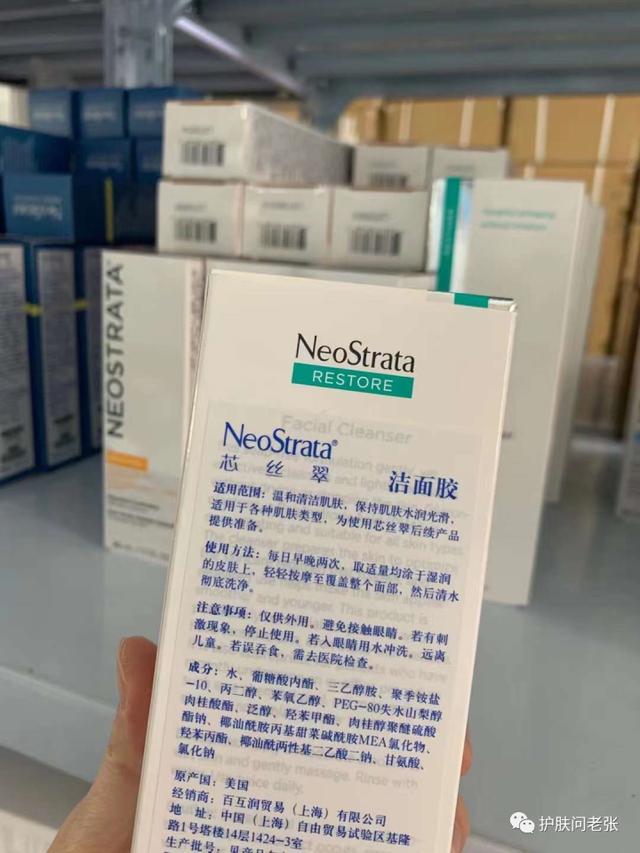 NeoStrata
NEOSTRATA
NeoStrata
RESTORE
Facial Cleanser
NeoStrata®
芯丝翠 洁面胶
适用范围：温和清洁肌肤，保持肌肤水润光滑，
适用于各种肌肤类型，为使用芯丝翠后续产品
提供准备。
使用方法：每日早晚两次，取适量均涂于湿润
的皮肤上，轻轻按摩至覆盖整个面部，然后清水
彻底洗净。
注意事项：仅供外用。避免接触眼睛。若有刺
激现象，停止使用。若入眼睛用水冲洗。远离
儿童。若误吞食，需去医院检查。
成分：水、葡糖酸内酯、三乙醇胺、聚季铵盐
-10、丙二醇、苯氧乙醇、PEG-80失水山梨醇
月桂酸酯、泛醇、羟苯甲酯、月桂醇聚醚硫酸
酯钠、椰油酰胺丙基甜菜碱酰胺MEA氯化物、
羟苯丙酯、椰油酰两性基二乙酸二钠、甘氨酸、
氯化钠
原产国：美国
经销商：百互润贸易（上海）有限公司
地址：中国（上海）自由贸易试验区基隆
路1号塔楼14层1424-3室
生产批号：见产品
护肤问老张